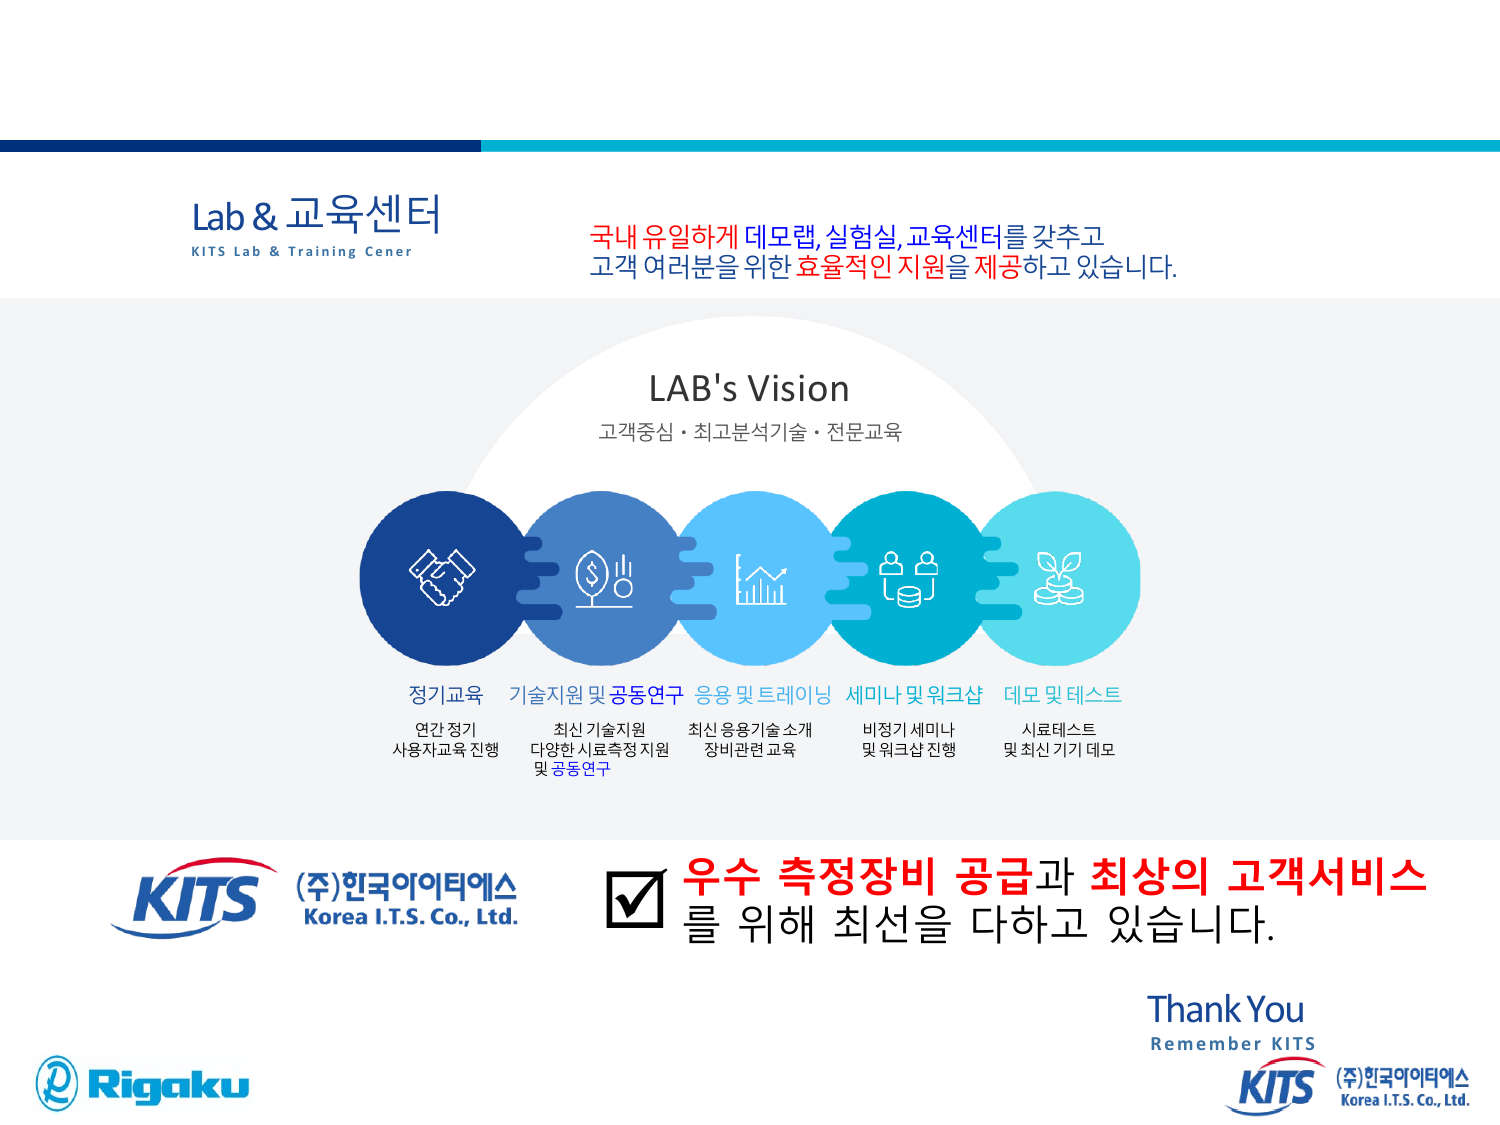 Lab & 교육센터
KITS Lab & Training Cener
국내 유일하게 데모랩, 실험실, 교육센터를 갖추고
고객 여러분을 위한 효율적인 지원을 제공하고 있습니다.
LAB's Vision
고객중심 · 최고분석기술 · 전문교육
정기교육
연간 정기
사용자교육 진행
기술지원 및 공동연구
최신 기술지원
다양한 시료측정 지원
및 공동연구
응용 및 트레이닝
최신 응용기술 소개
장비관련 교육
세미나 및 워크샵
비정기 세미나
및 워크샵 진행
데모 및 테스트
시료테스트
및 최신 기기 데모
KITS
(주)한국아이티에스
Korea I.T.S. Co., Ltd.
우수 측정장비 공급과 최상의 고객서비스
를 위해 최선을 다하고 있습니다.
Thank You
Remember KITS
Rigaku
KITS
(주)한국아이티에스
Korea I.T.S. Co., Ltd.